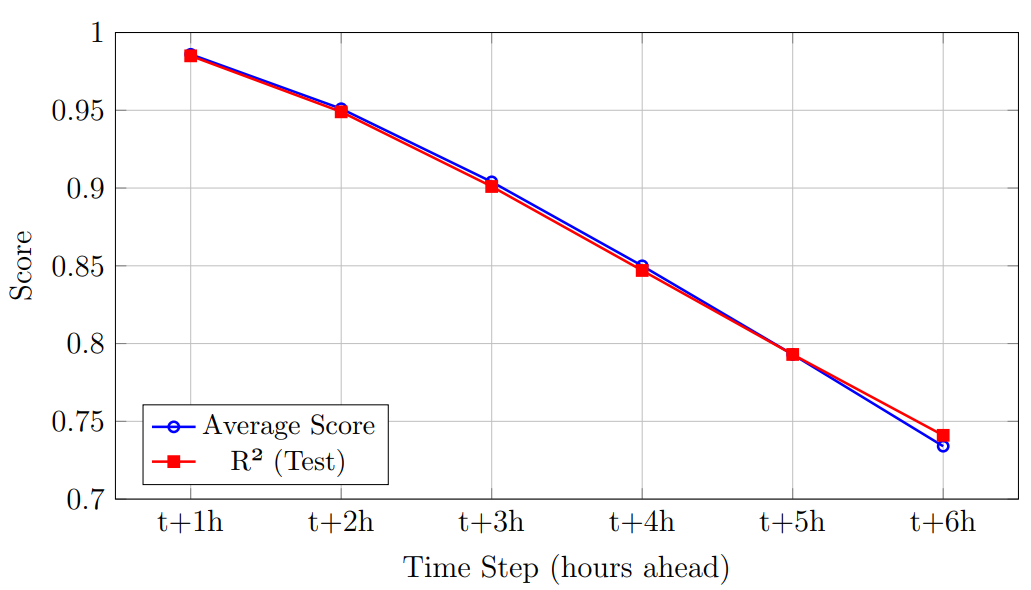 1
0.95
0.9
0.85
0.8
0.75
0.7
Score
Average Score
R² (Test)
t+1h t+2h t+3h t+4h t+5h t+6h
Time Step (hours ahead)